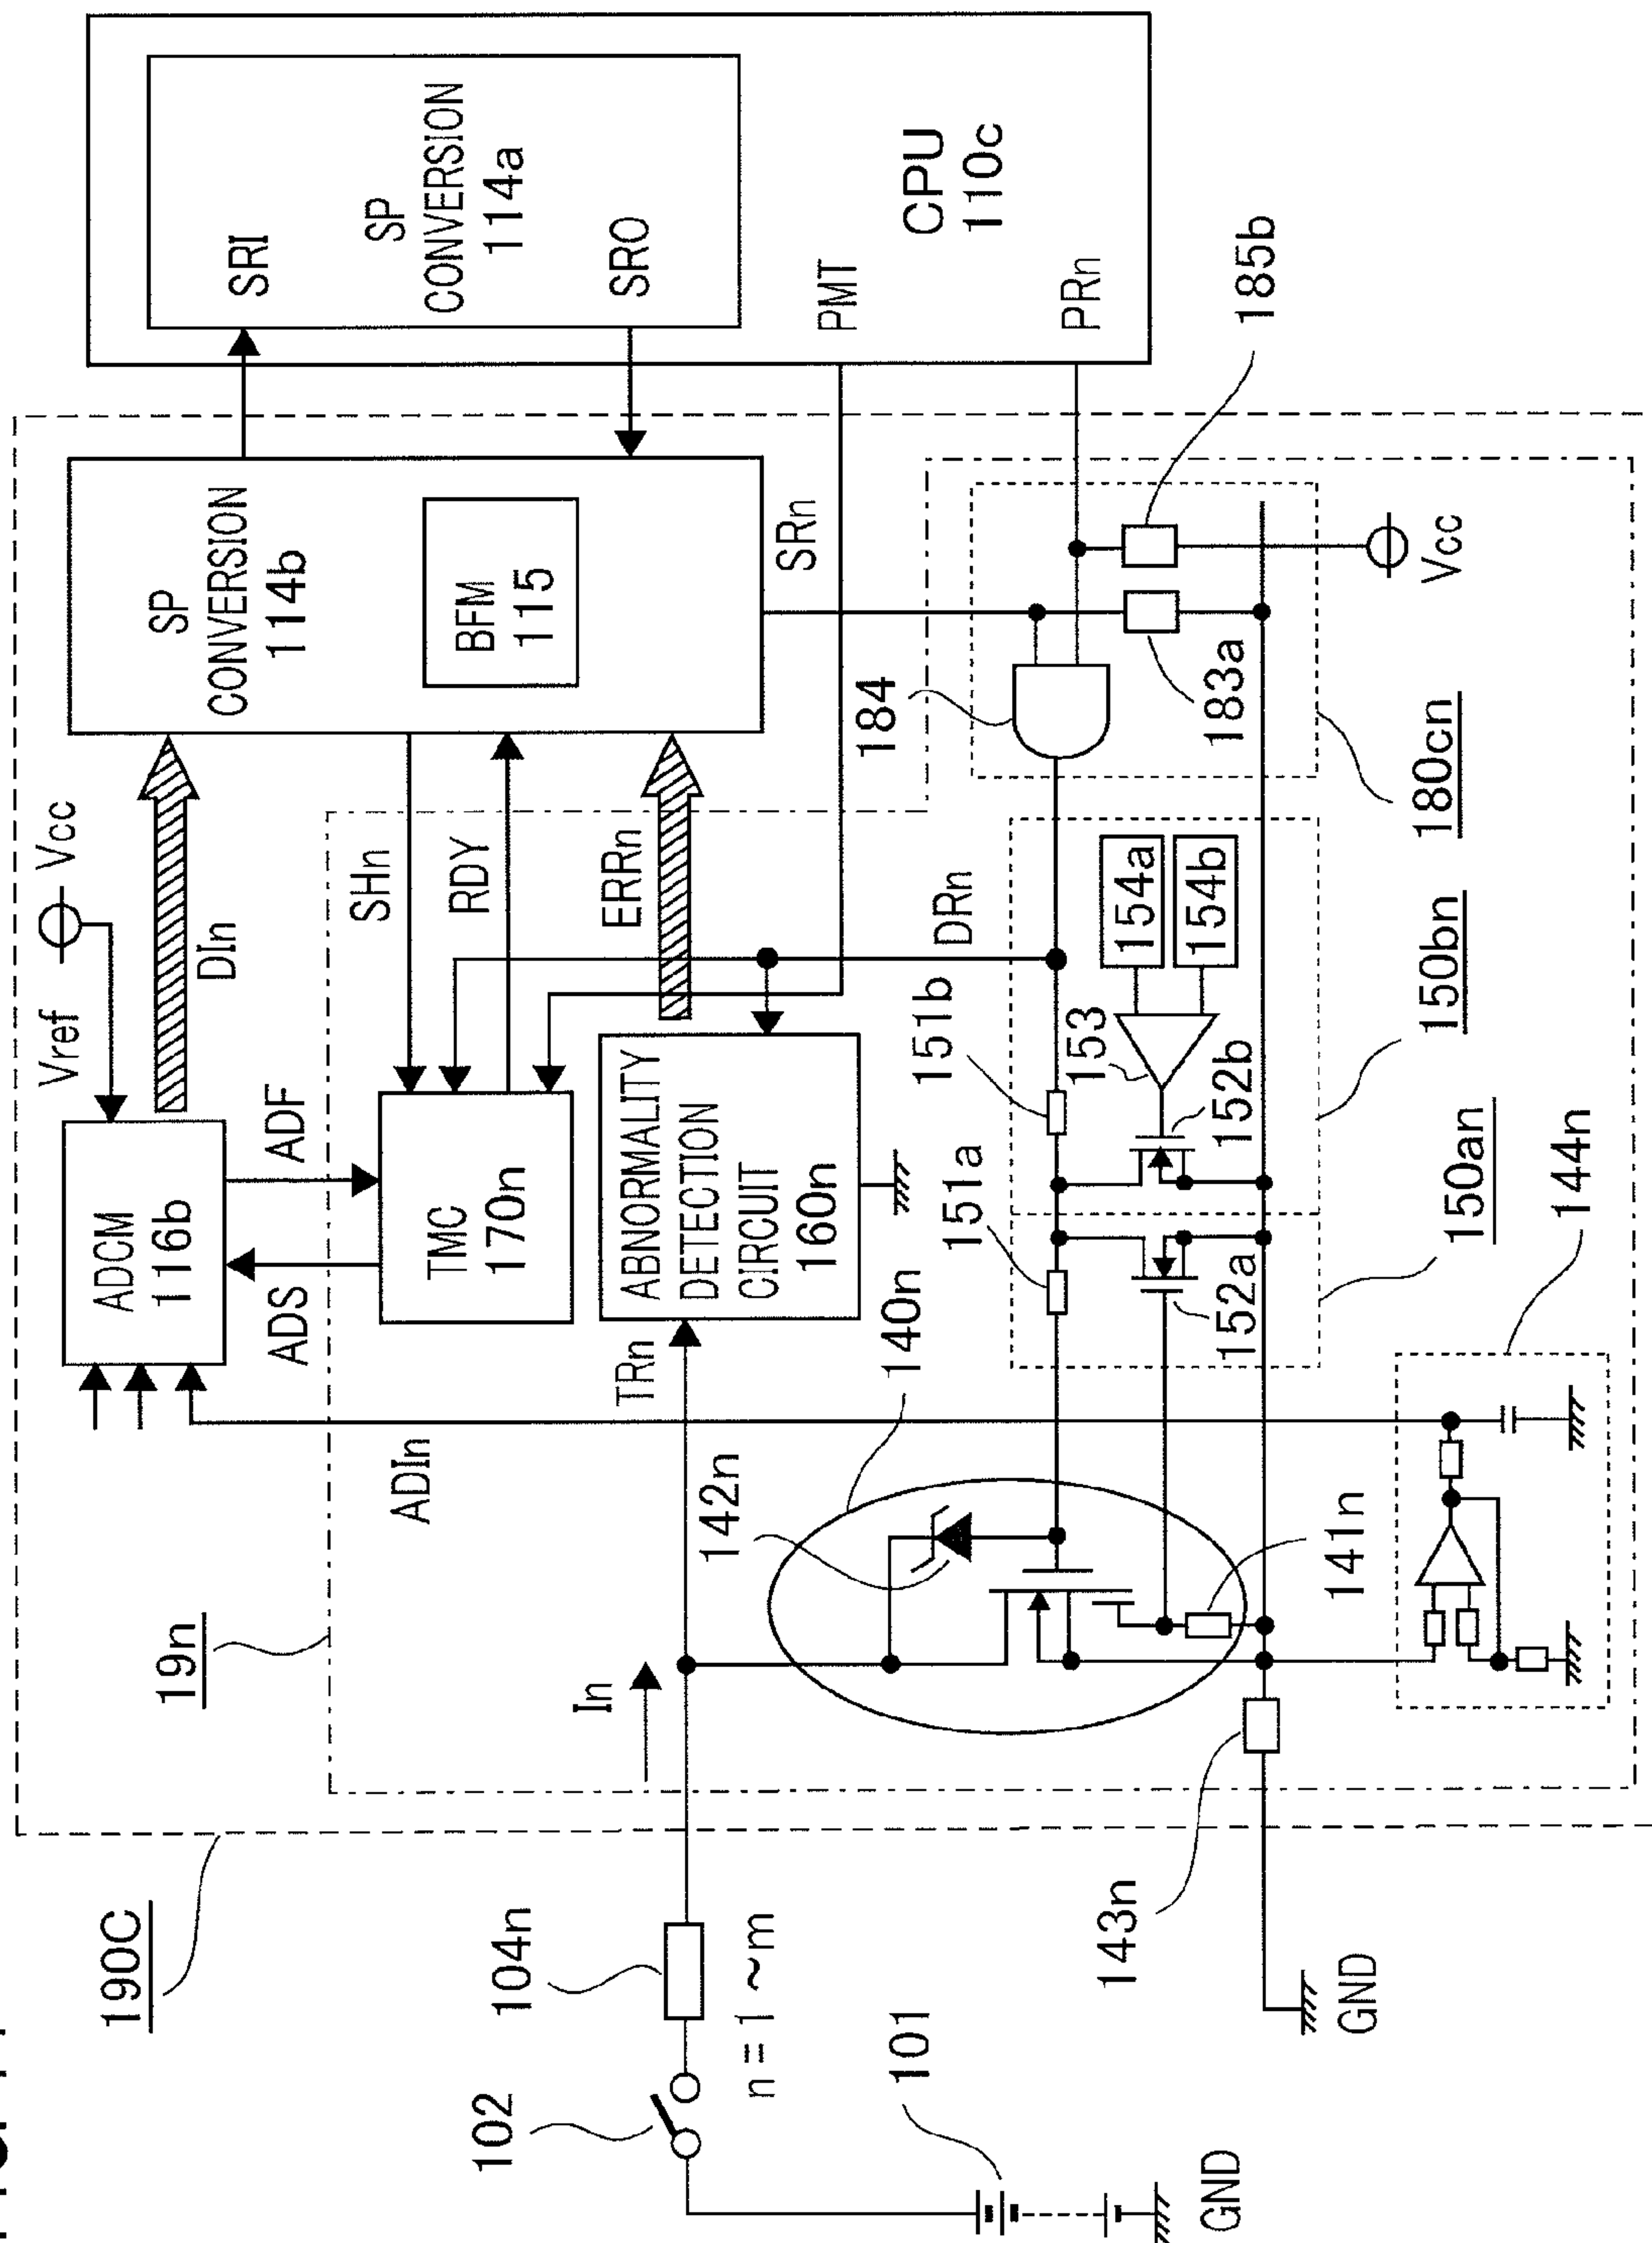 190C
19n
Vref
Vcc
ADCM
116b
DIn
SP
CONVERSION
114b
BFM
115
SRI
SP
CONVERSION
114a
SRO
CPU
110c
PMT
PRn
ADS
ADF
SHn
RDY
ERRn
SRn
ADIn
TMC
170n
ABNORMALITY
DETECTION
CIRCUIT
160n
TRn
In
DRn
184
185b
183a
Vcc
180cn
102
104n
n = 1 ~m
101
GND
142n
140n
151a
151b
153
154a
154b
152a
152b
150bn
150an
144n
141n
143n
GND